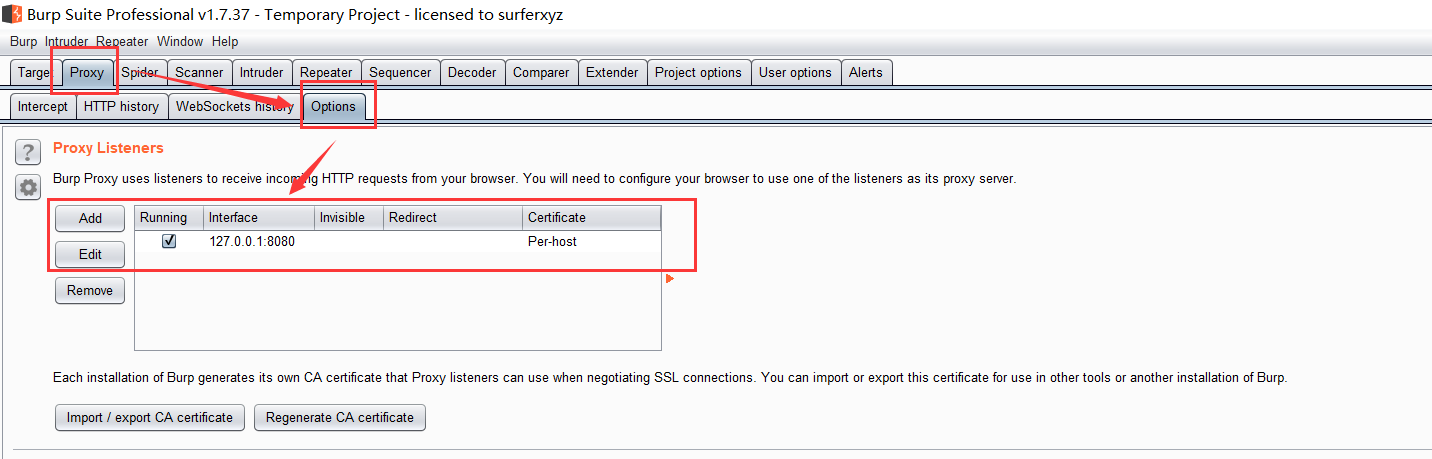 Burp Suite Professional v1.7.37 - Temporary Project - licensed to surferxyz
Burp Intruder Repeater Window Help
Target Proxy Spider Scanner Intruder Repeater Sequencer Decoder Comparer Extender Project options User options Alerts
Intercept HTTP history WebSockets history Options
? Proxy Listeners
Burp Proxy uses listeners to receive incoming HTTP requests from your browser. You will need to configure your browser to use one of the listeners as its proxy server.
Add Running Interface Invisible Redirect Certificate
127.0.0.1:8080 Per-host
Edit
Remove
Each installation of Burp generates its own CA certificate that Proxy listeners can use when negotiating SSL connections. You can import or export this certificate for use in other tools or another installation of Burp.
Import / export CA certificate Regenerate CA certificate